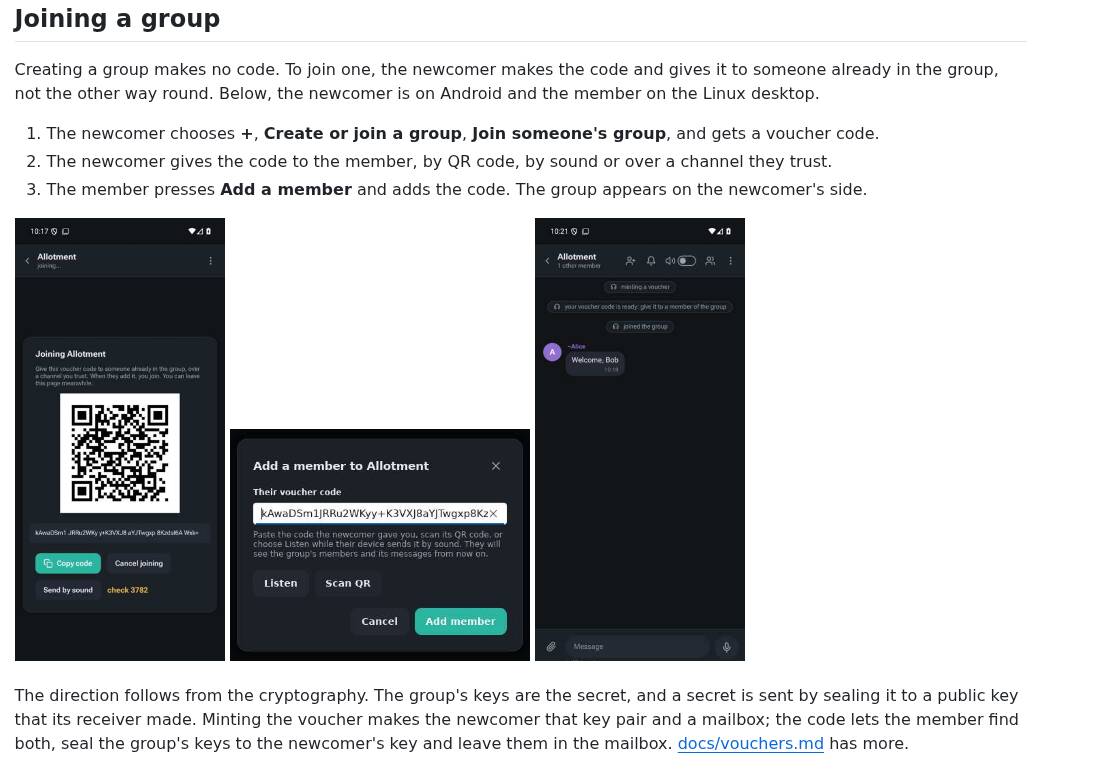 Joining a group
Creating a group makes no code. To join one, the newcomer makes the code and gives it to someone already in the group,
not the other way round. Below, the newcomer is on Android and the member on the Linux desktop.
1. The newcomer chooses +, Create or join a group, Join someone's group, and gets a voucher code.
2. The newcomer gives the code to the member, by QR code, by sound or over a channel they trust.
3. The member presses Add a member and adds the code. The group appears on the newcomer's side.
10:17
Allotment
joining...
Joining Allotment
Give this voucher code to someone already in the group, over
a channel you trust. When they add it, you join. You can leave
this page meanwhile.
Copy code
Cancel joining
Send by sound
check 3782
Add a member to Allotment
Their voucher code
kAwaDSm1JRRu2WKyy+K3VXJ8aYJTwgxp8Kz
Paste the code the newcomer gave you, scan its QR code, or
choose Listen while their device sends it by sound. They will
see the group's members and its messages from now on.
Listen
Scan QR
Cancel
Add member
10:21
Allotment
1 other member
minting a voucher
your voucher code is ready: give it to a member of the group
joined the group
A
~Alice
Welcome, Bob
10:18
Message
The direction follows from the cryptography. The group's keys are the secret, and a secret is sent by sealing it to a public key
that its receiver made. Minting the voucher makes the newcomer that key pair and a mailbox; the code lets the member find
both, seal the group's keys to the newcomer's key and leave them in the mailbox. docs/vouchers.md has more.